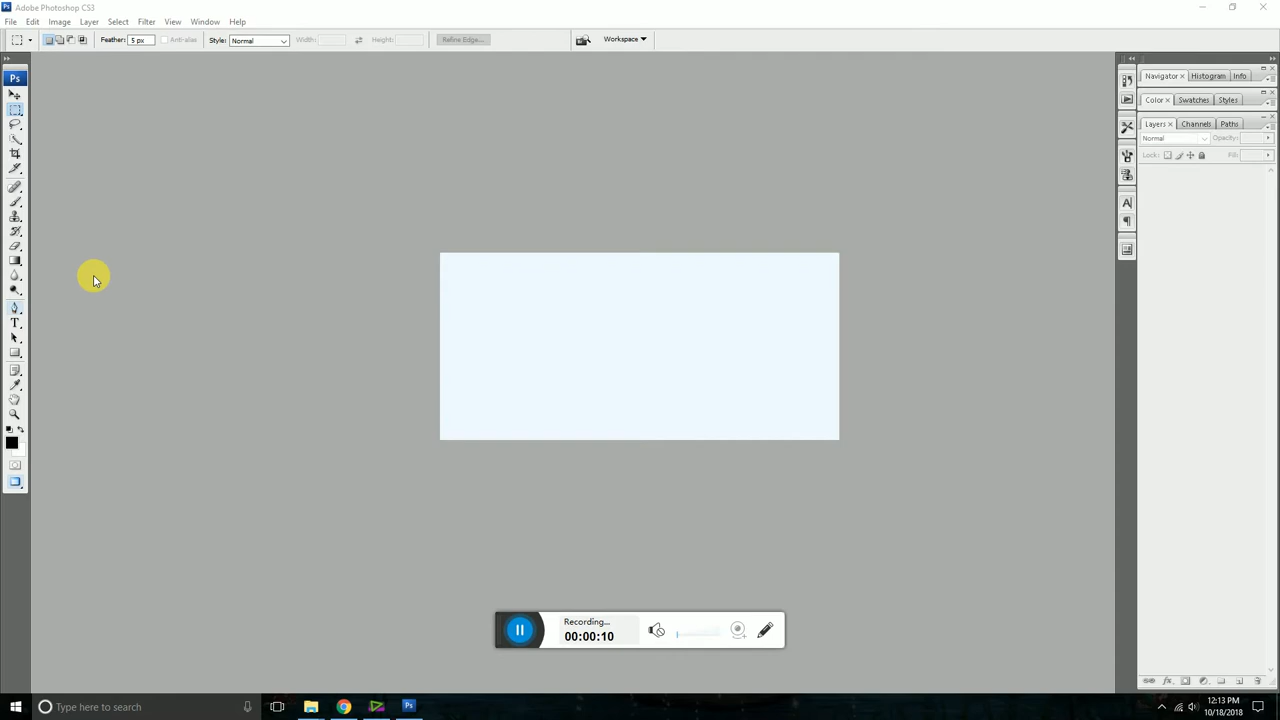 Adobe Photoshop CS3
File Edit Image Layer Select Filter View Window Help
Feather: 5 px Anti-alias Style: Normal Width: Height: Refine Edge... Workspace
Ps
Navigator Histogram Info
Color Swatches Styles
Layers Channels Paths
Normal Opacity:
Lock: Fill:
Recording...
00:00:10
Type here to search
Ps
12:13 PM
10/18/2018